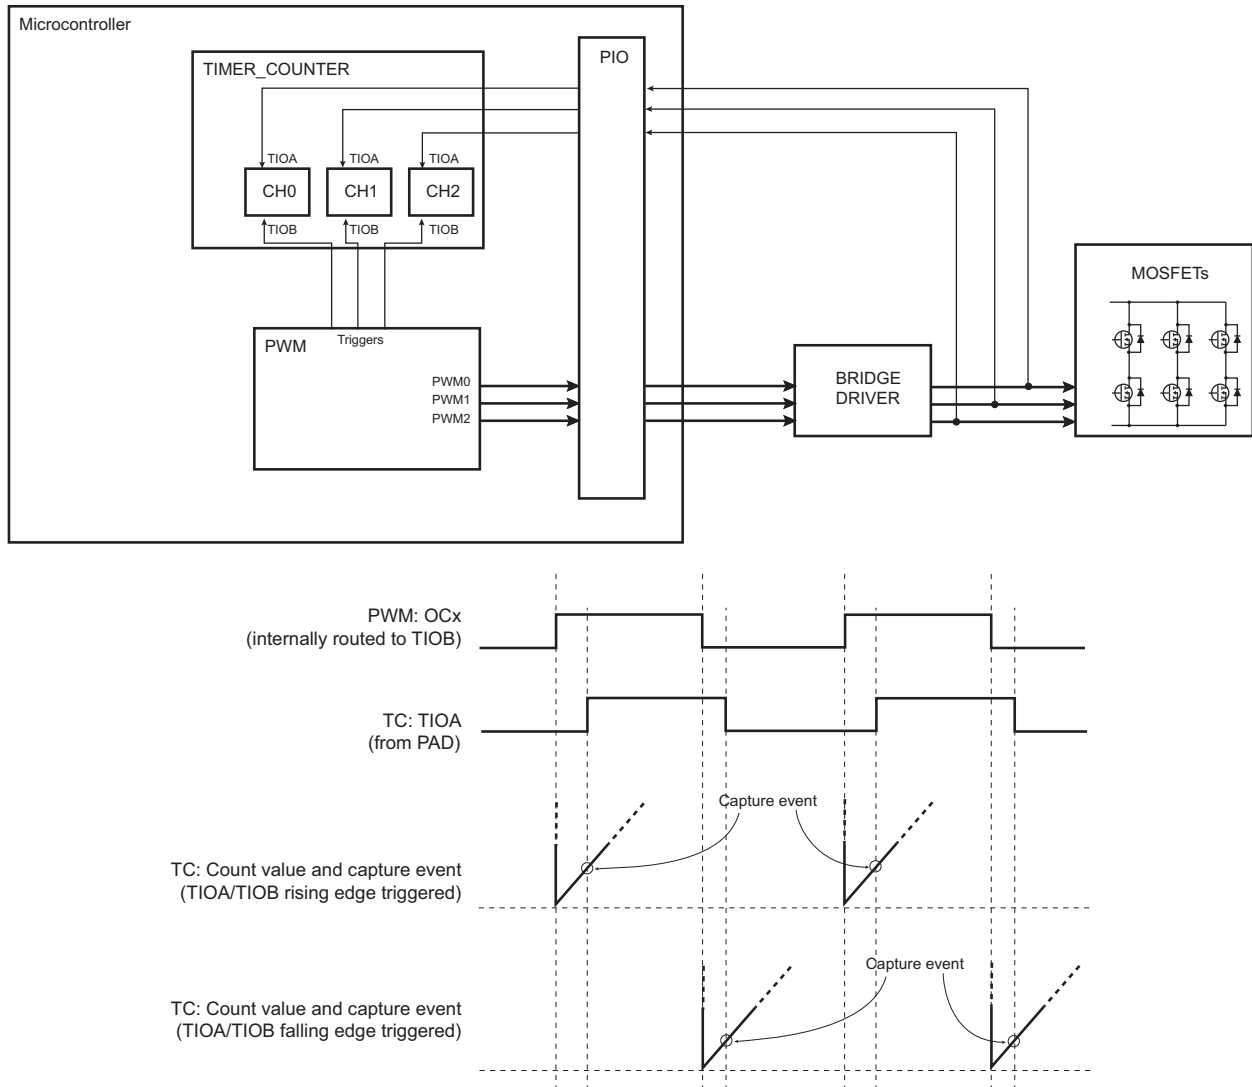 Microcontroller
TIMER_COUNTER
PIO
TIOA
TIOA
TIOA
CH0
CH1
CH2
TIOB
TIOB
TIOB
PWM
Triggers
PWM0
PWM1
PWM2
BRIDGE
DRIVER
MOSFETs
PWM: OCx
(internally routed to TIOB)
TC: TIOA
(from PAD)
Capture event
TC: Count value and capture event
(TIOA/TIOB rising edge triggered)
Capture event
TC: Count value and capture event
(TIOA/TIOB falling edge triggered)